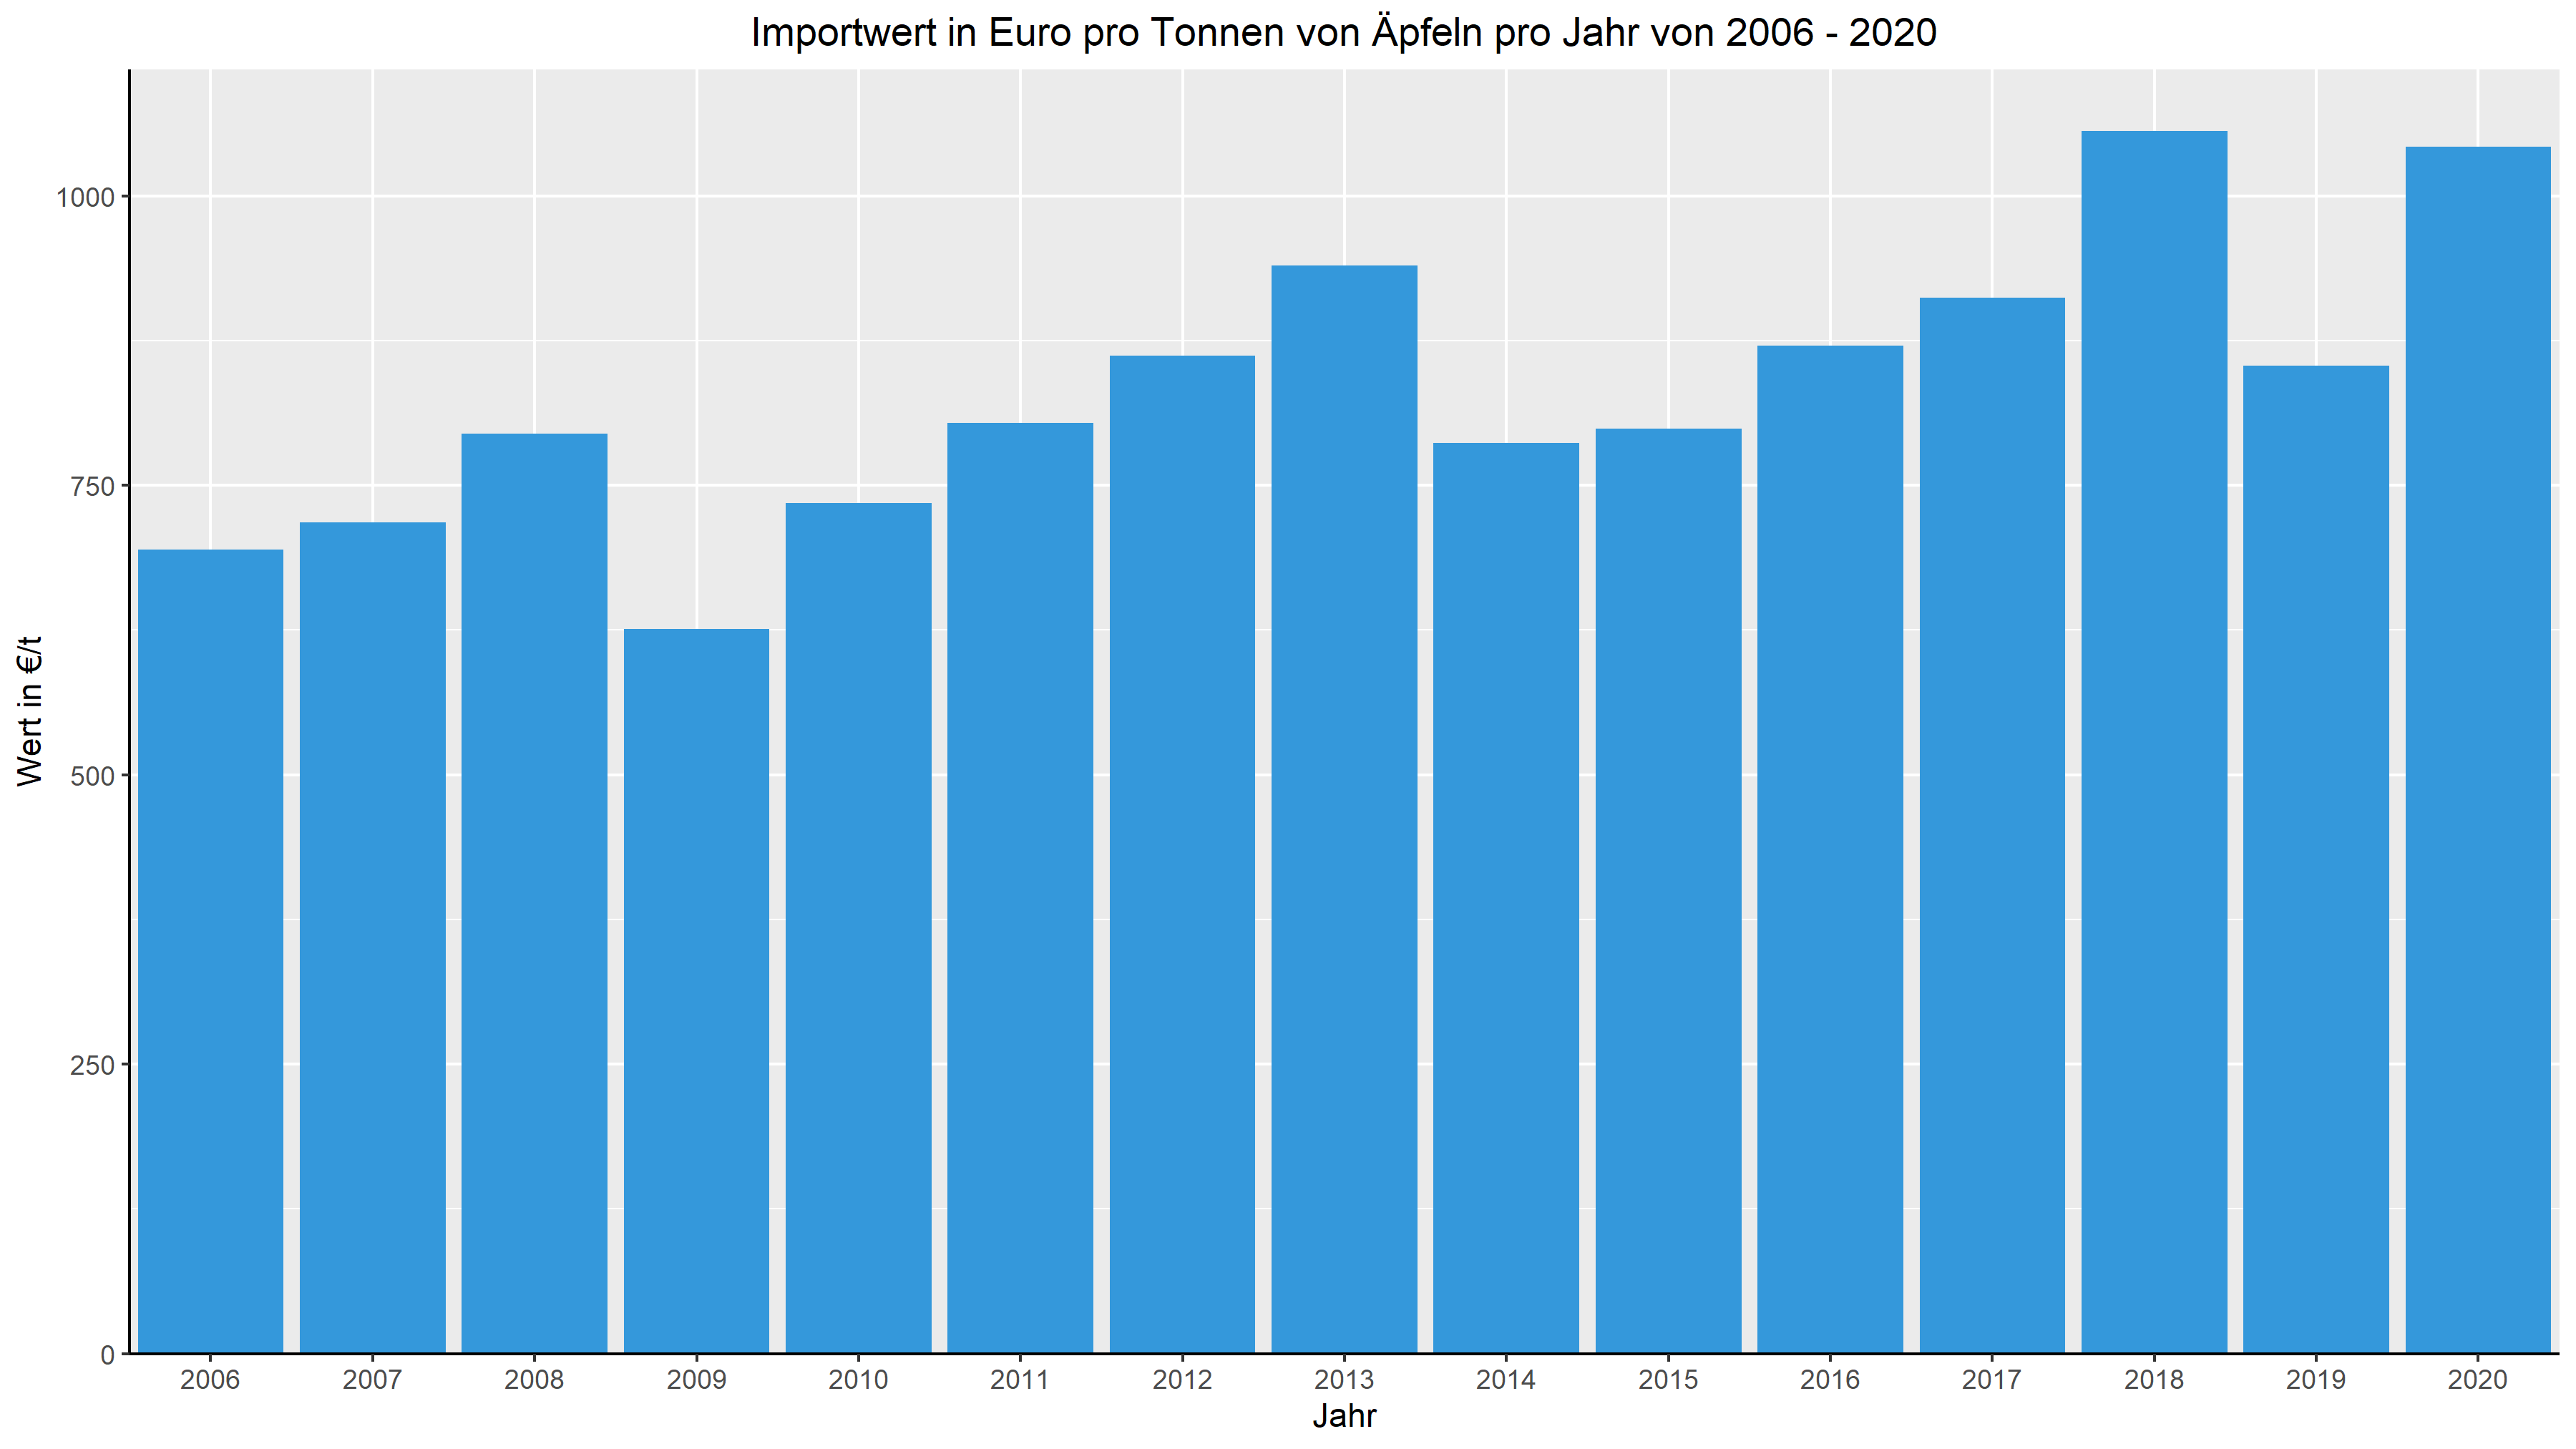 Importwert in Euro pro Tonnen von Äpfeln pro Jahr von 2006 - 2020
Wert in €/t
1000
750
500
250
0
2006 2007 2008 2009 2010 2011 2012 2013 2014 2015 2016 2017 2018 2019 2020
Jahr